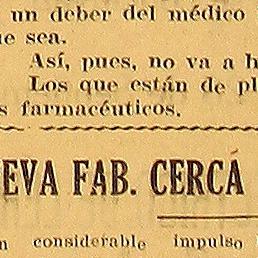 un deber del médico
ue sea.
Así, pues, no va a h
Los que están de pl
s farmacéuticos.
EVA FAB. CERCA
n considerable impulso